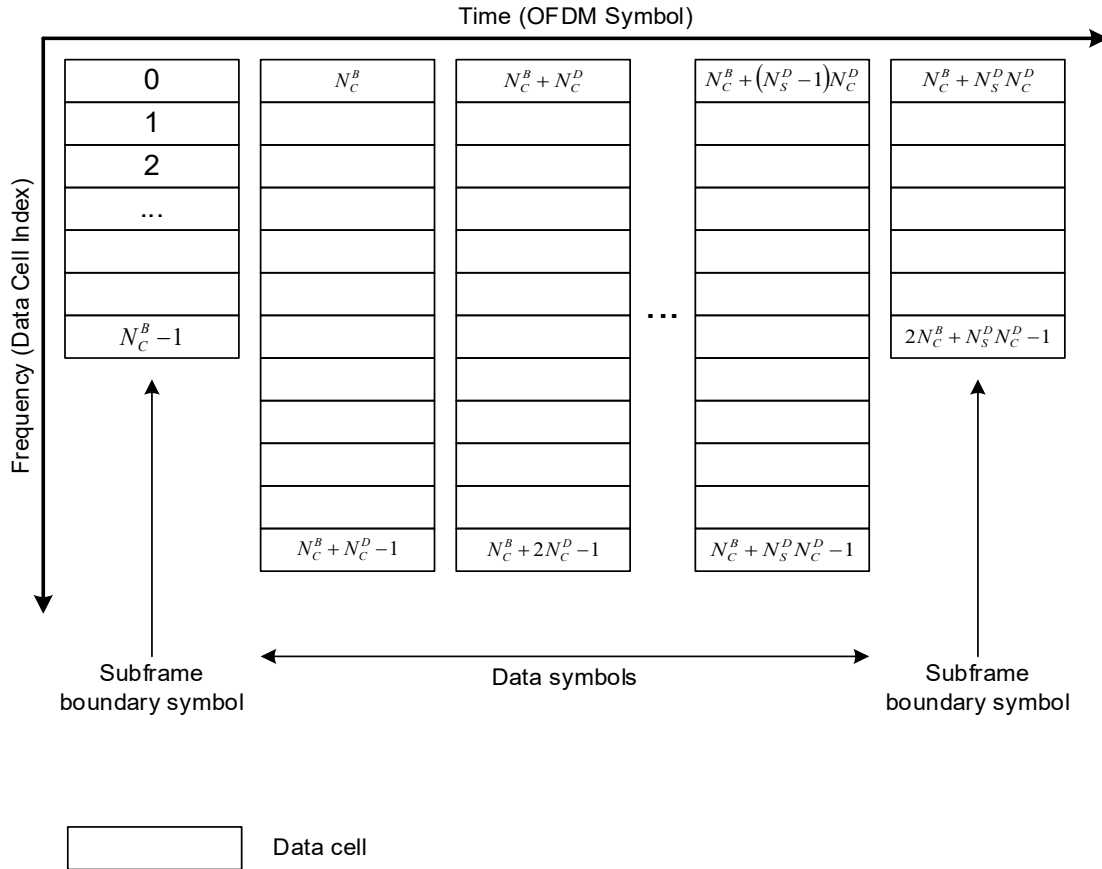 Time (OFDM Symbol)
Frequency (Data Cell Index)
0
1
2
...
$N_C^B - 1$
$N_C^B$
$N_C^B + N_C^D - 1$
$N_C^B + N_C^D$
$N_C^B + 2N_C^D - 1$
...
$N_C^B + (N_S^D - 1)N_C^D$
$N_C^B + N_S^D N_C^D - 1$
$N_C^B + N_S^D N_C^D$
$2N_C^B + N_S^D N_C^D - 1$
Subframe
boundary symbol
Data symbols
Subframe
boundary symbol
Data cell